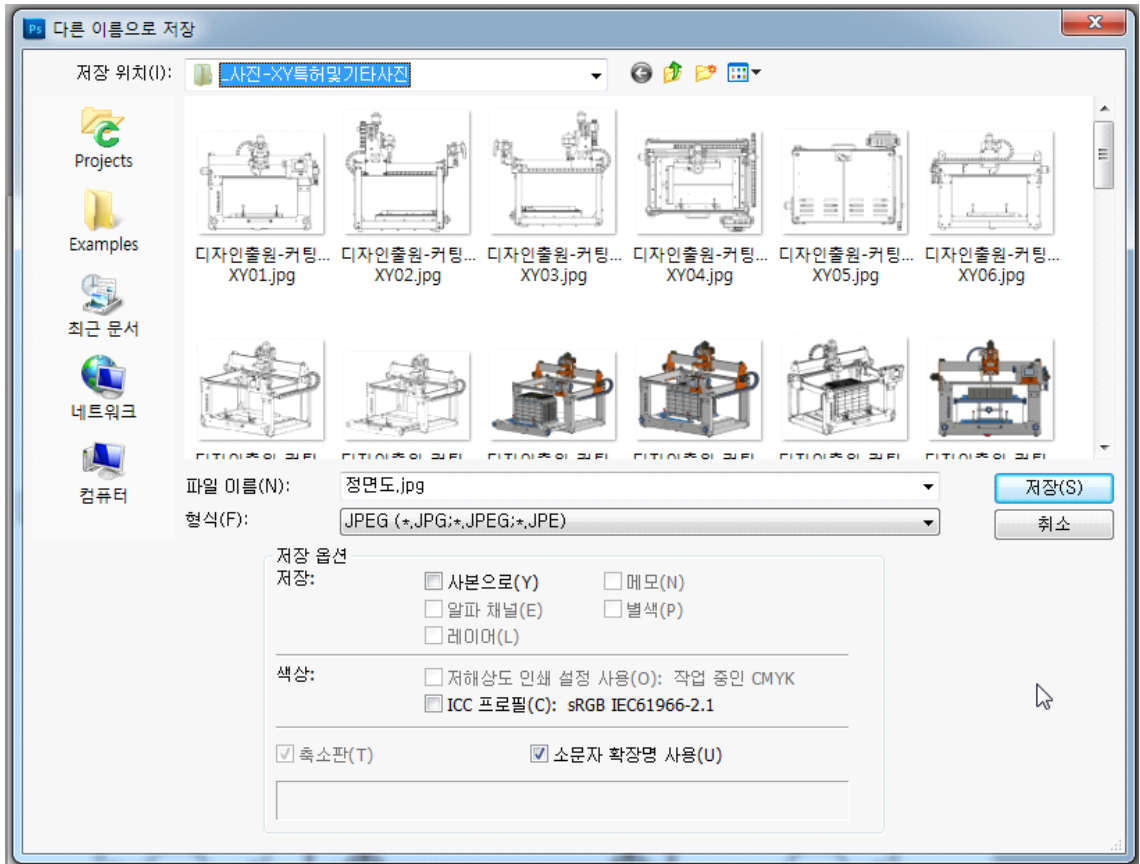 Ps 다른 이름으로 저장
저장 위치(I): _사진-XY특허및기타사진
Projects
Examples
최근 문서
네트워크
컴퓨터
디자인출원-커팅... 디자인출원-커팅... 디자인출원-커팅... 디자인출원-커팅... 디자인출원-커팅... 디자인출원-커팅...
XY01.jpg XY02.jpg XY03.jpg XY04.jpg XY05.jpg XY06.jpg
파일 이름(N): 정면도.jpg 저장(S)
형식(F): JPEG (*.JPG;*.JPEG;*.JPE) 취소
저장 옵션
저장: 사본으로(Y) 메모(N)
알파 채널(E) 별색(P)
레이어(L)
색상: 저해상도 인쇄 설정 사용(O): 작업 중인 CMYK
ICC 프로필(C): sRGB IEC61966-2.1
축소판(T) 소문자 확장명 사용(U)